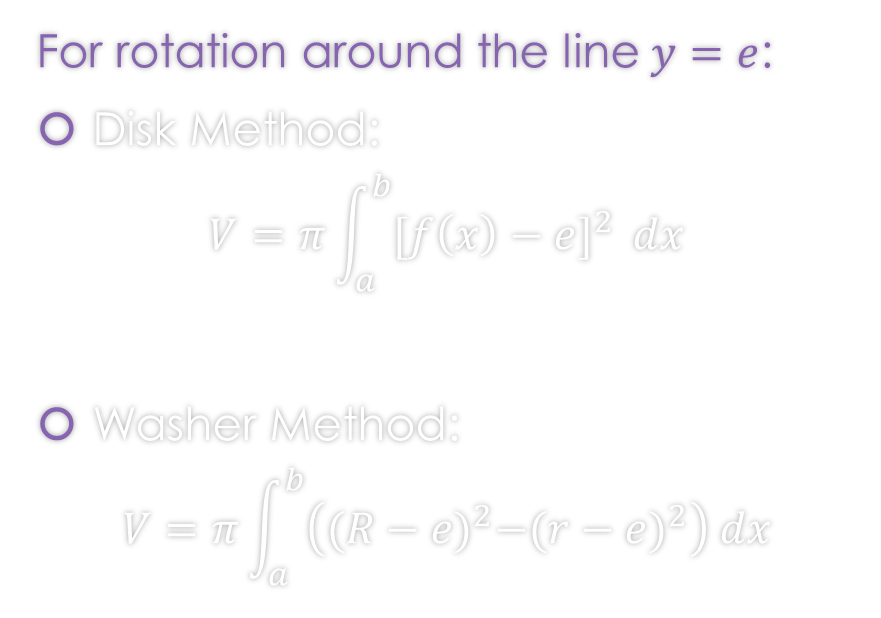 For rotation around the line y = e:
Disk Method:
V = π ∫_a^b [f(x) − e]² dx
Washer Method:
V = π ∫_a^b ((R − e)²−(r − e)²) dx